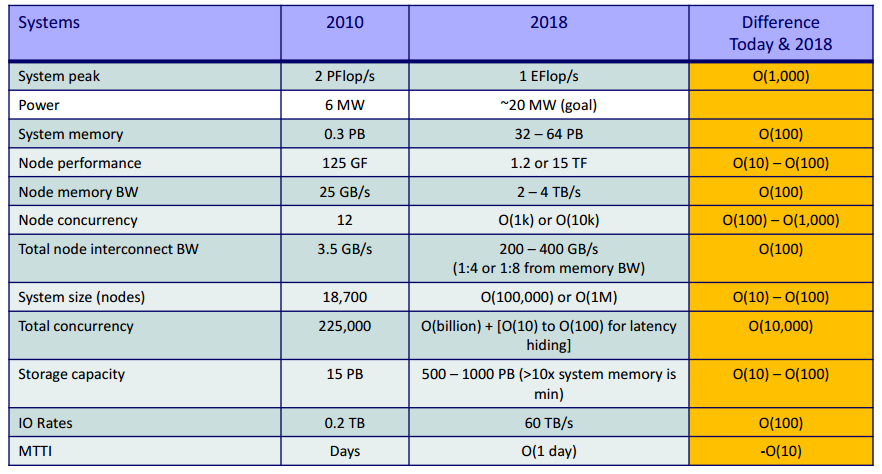 Systems 2010 2018 Difference
Today & 2018
System peak 2 PFlop/s 1 EFlop/s O(1,000)
Power 6 MW ~20 MW (goal)
System memory 0.3 PB 32 – 64 PB O(100)
Node performance 125 GF 1.2 or 15 TF O(10) – O(100)
Node memory BW 25 GB/s 2 – 4 TB/s O(100)
Node concurrency 12 O(1k) or O(10k) O(100) – O(1,000)
Total node interconnect BW 3.5 GB/s 200 – 400 GB/s O(100)
(1:4 or 1:8 from memory BW)
System size (nodes) 18,700 O(100,000) or O(1M) O(10) – O(100)
Total concurrency 225,000 O(billion) + [O(10) to O(100) for latency O(10,000)
hiding]
Storage capacity 15 PB 500 – 1000 PB (>10x system memory is O(10) – O(100)
min)
IO Rates 0.2 TB 60 TB/s O(100)
MTTI Days O(1 day) -O(10)